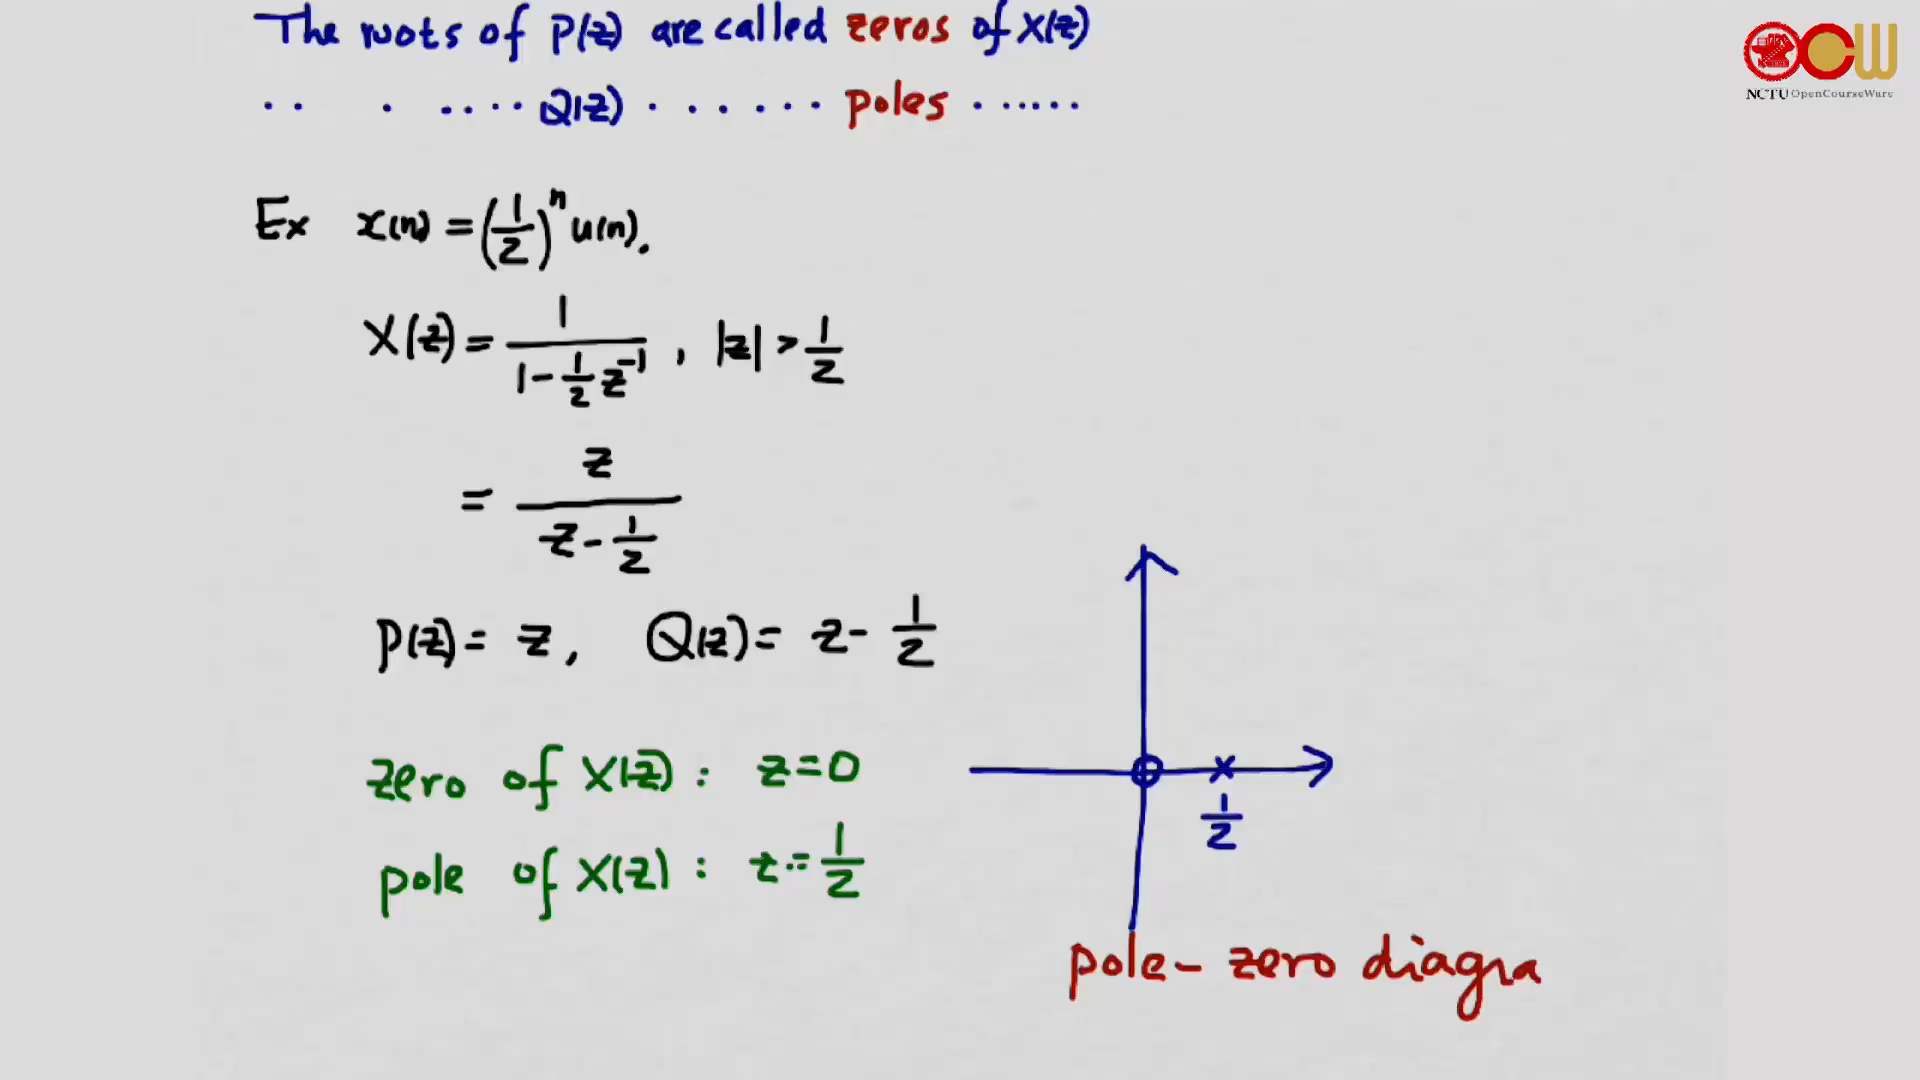 The roots of P(z) are called zeros of X(z)
.. . .... Q(z) . ..... poles ......
NCTU OpenCourseWare
Ex x(n) = (1/2)^n u(n).
X(z) = 1/(1 - 1/2 z^-1), |z| > 1/2
= z/(z - 1/2)
P(z) = z, Q(z) = z - 1/2
zero of X(z): z=0
pole of X(z): z = 1/2
1/2
pole-zero diagra